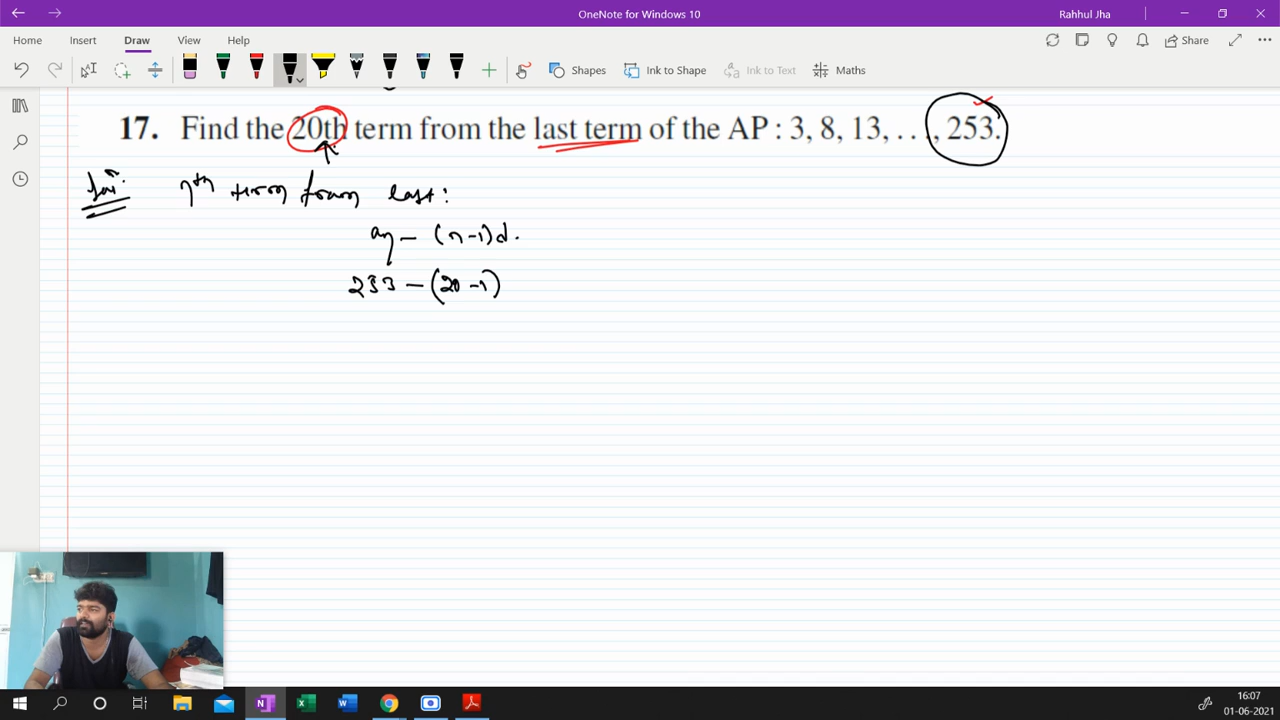 OneNote for Windows 10
Rahhul Jha
Home Insert Draw View Help
Share
Shapes Ink to Shape Ink to Text Maths
17. Find the 20th term from the last term of the AP : 3, 8, 13, . . ., 253.
nth term from last:
an – (n-1)d.
253 – (20-1)
16:07
01-06-2021